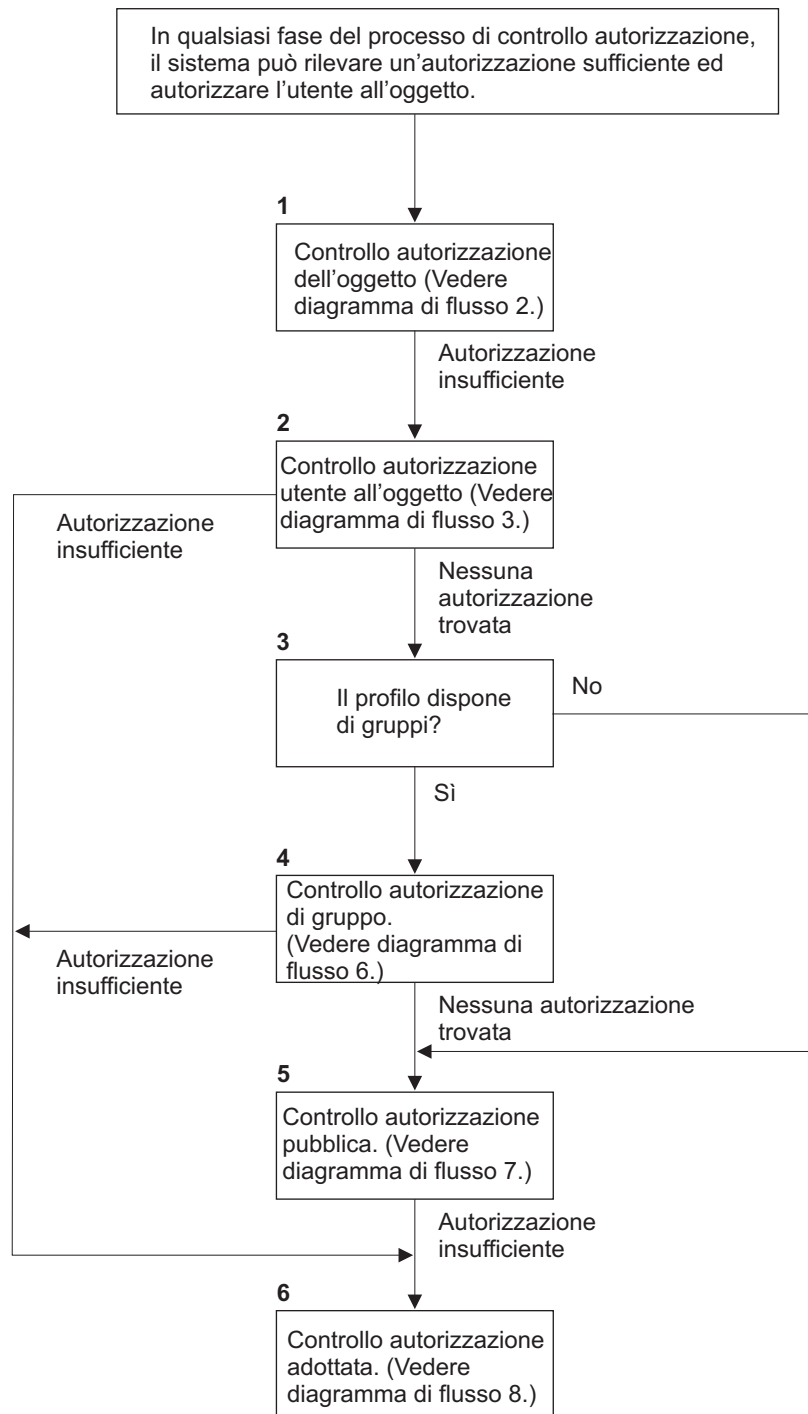 In qualsiasi fase del processo di controllo autorizzazione,
il sistema può rilevare un'autorizzazione sufficiente ed
autorizzare l'utente all'oggetto.
1
Controllo autorizzazione
dell'oggetto (Vedere
diagramma di flusso 2.)
Autorizzazione
insufficiente
2
Controllo autorizzazione
utente all'oggetto (Vedere
diagramma di flusso 3.)
Autorizzazione
insufficiente
Nessuna
autorizzazione
trovata
3
Il profilo dispone
di gruppi?
No
Sì
4
Controllo autorizzazione
di gruppo.
(Vedere diagramma di
flusso 6.)
Autorizzazione
insufficiente
Nessuna autorizzazione
trovata
5
Controllo autorizzazione
pubblica. (Vedere
diagramma di flusso 7.)
Autorizzazione
insufficiente
6
Controllo autorizzazione
adottata. (Vedere
diagramma di flusso 8.)